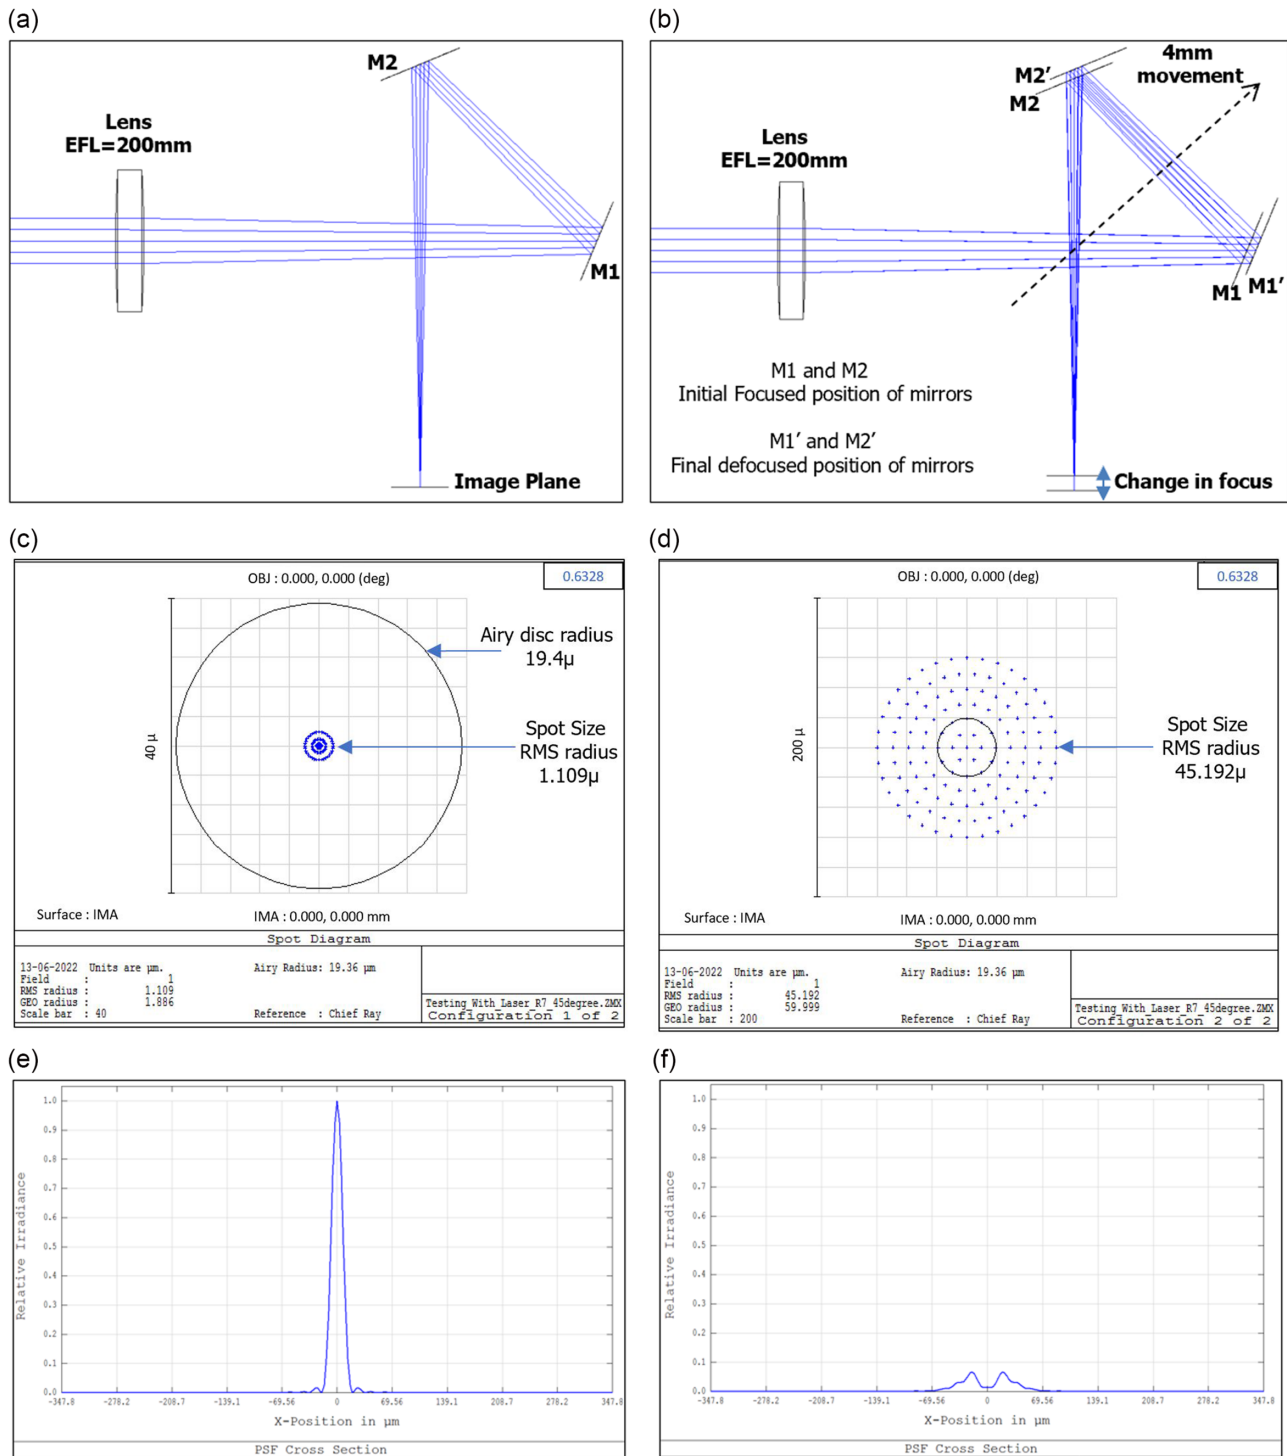 (a)
M2
Lens
EFL=200mm
M1
Image Plane
(b)
4mm
movement
M2'
M2
Lens
EFL=200mm
M1
M1'
M1 and M2
Initial Focused position of mirrors
M1' and M2'
Final defocused position of mirrors
Change in focus
(c)
OBJ : 0.000, 0.000 (deg)
0.6328
Airy disc radius
19.4µ
40 µ
Spot Size
RMS radius
1.109µ
Surface : IMA
IMA : 0.000, 0.000 mm
Spot Diagram
13-06-2022 Units are µm. Airy Radius: 19.36 µm
Field : 1
RMS radius : 1.109
GEO radius : 1.886
Scale bar : 40 Reference : Chief Ray
Testing With Laser R7_45degree.ZMX
Configuration 1 of 2
(d)
OBJ : 0.000, 0.000 (deg)
0.6328
200 µ
Spot Size
RMS radius
45.192µ
Surface : IMA
IMA : 0.000, 0.000 mm
Spot Diagram
13-06-2022 Units are µm. Airy Radius: 19.36 µm
Field : 1
RMS radius : 45.192
GEO radius : 59.999
Scale bar : 200 Reference : Chief Ray
Testing_With_Laser_R7_45degree.ZMX
Configuration 2 of 2
(e)
1.0
0.9
0.8
0.7
0.6
0.5
0.4
0.3
0.2
0.1
0.0
Relative Irradiance
-347.8 -278.2 -208.7 -139.1 -69.56 0 69.56 139.1 208.7 278.2 347.8
X-Position in µm
PSF Cross Section
(f)
1.0
0.9
0.8
0.7
0.6
0.5
0.4
0.3
0.2
0.1
0.0
Relative Irradiance
-347.8 -278.2 -208.7 -139.1 -69.56 0 69.56 139.1 208.7 278.2 347.8
X-Position in µm
PSF Cross Section